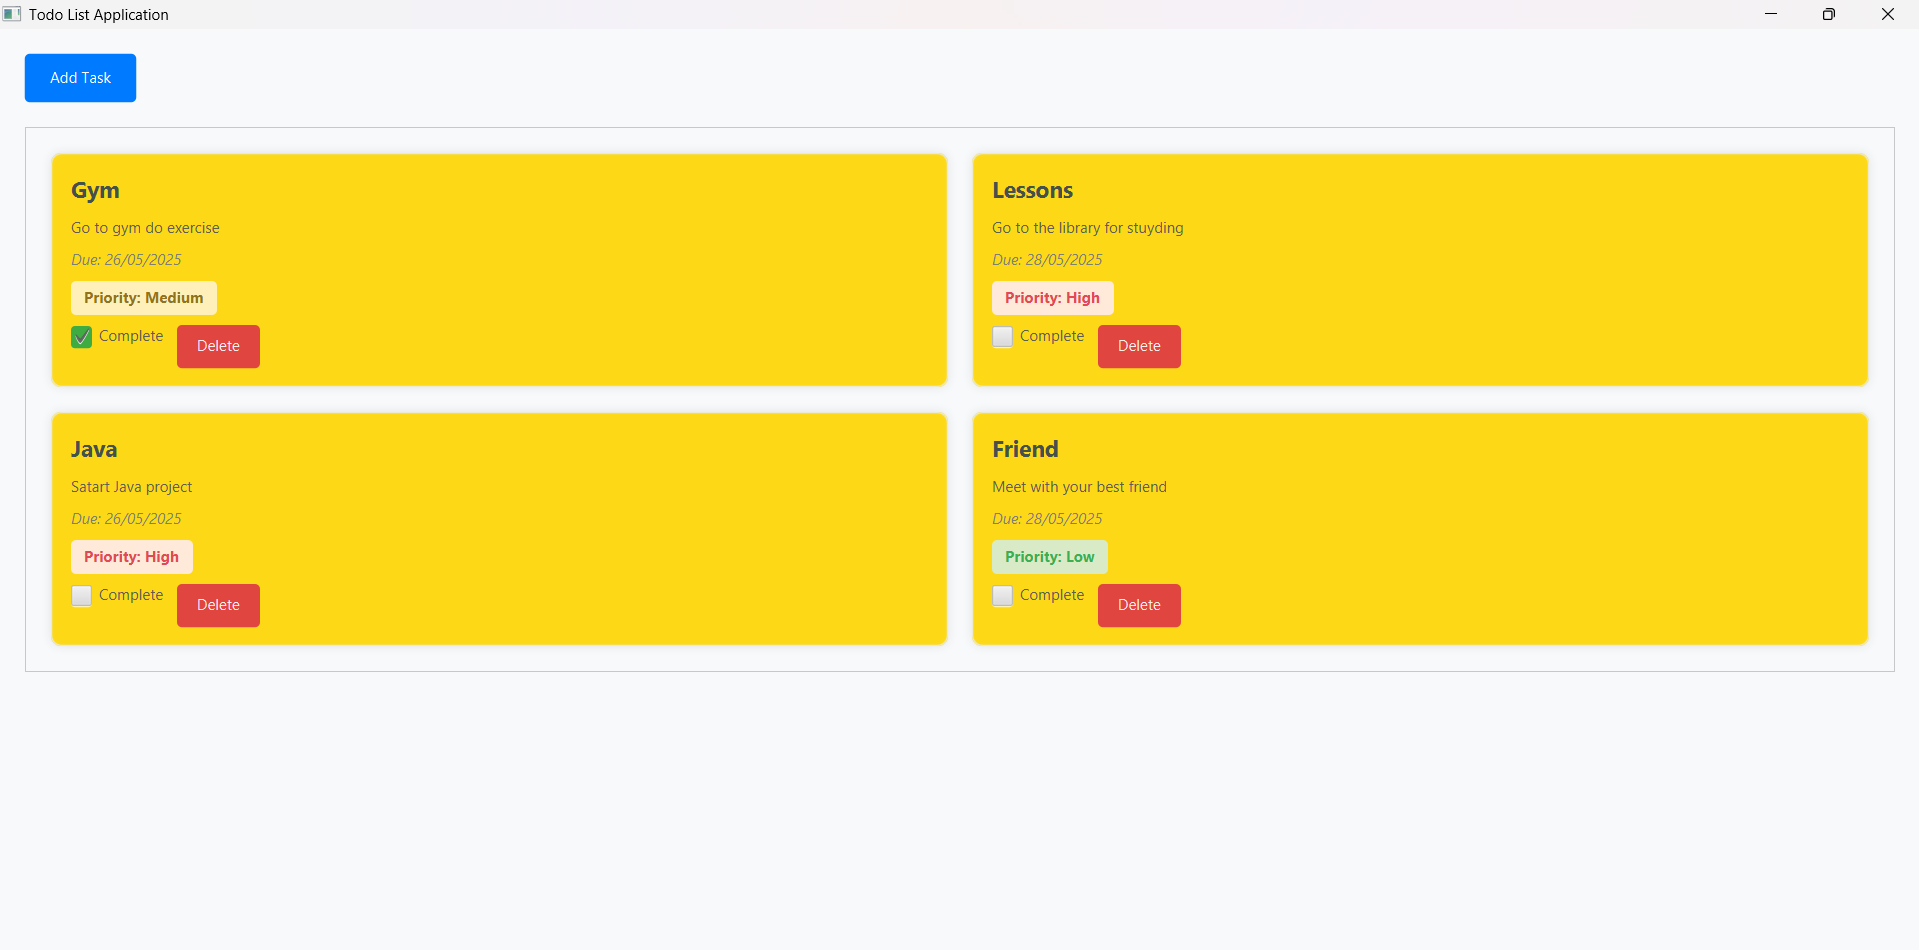 Todo List Application
Add Task
Gym
Go to gym do exercise
Due: 26/05/2025
Priority: Medium
Complete
Delete
Lessons
Go to the library for stuyding
Due: 28/05/2025
Priority: High
Complete
Delete
Java
Satart Java project
Due: 26/05/2025
Priority: High
Complete
Delete
Friend
Meet with your best friend
Due: 28/05/2025
Priority: Low
Complete
Delete